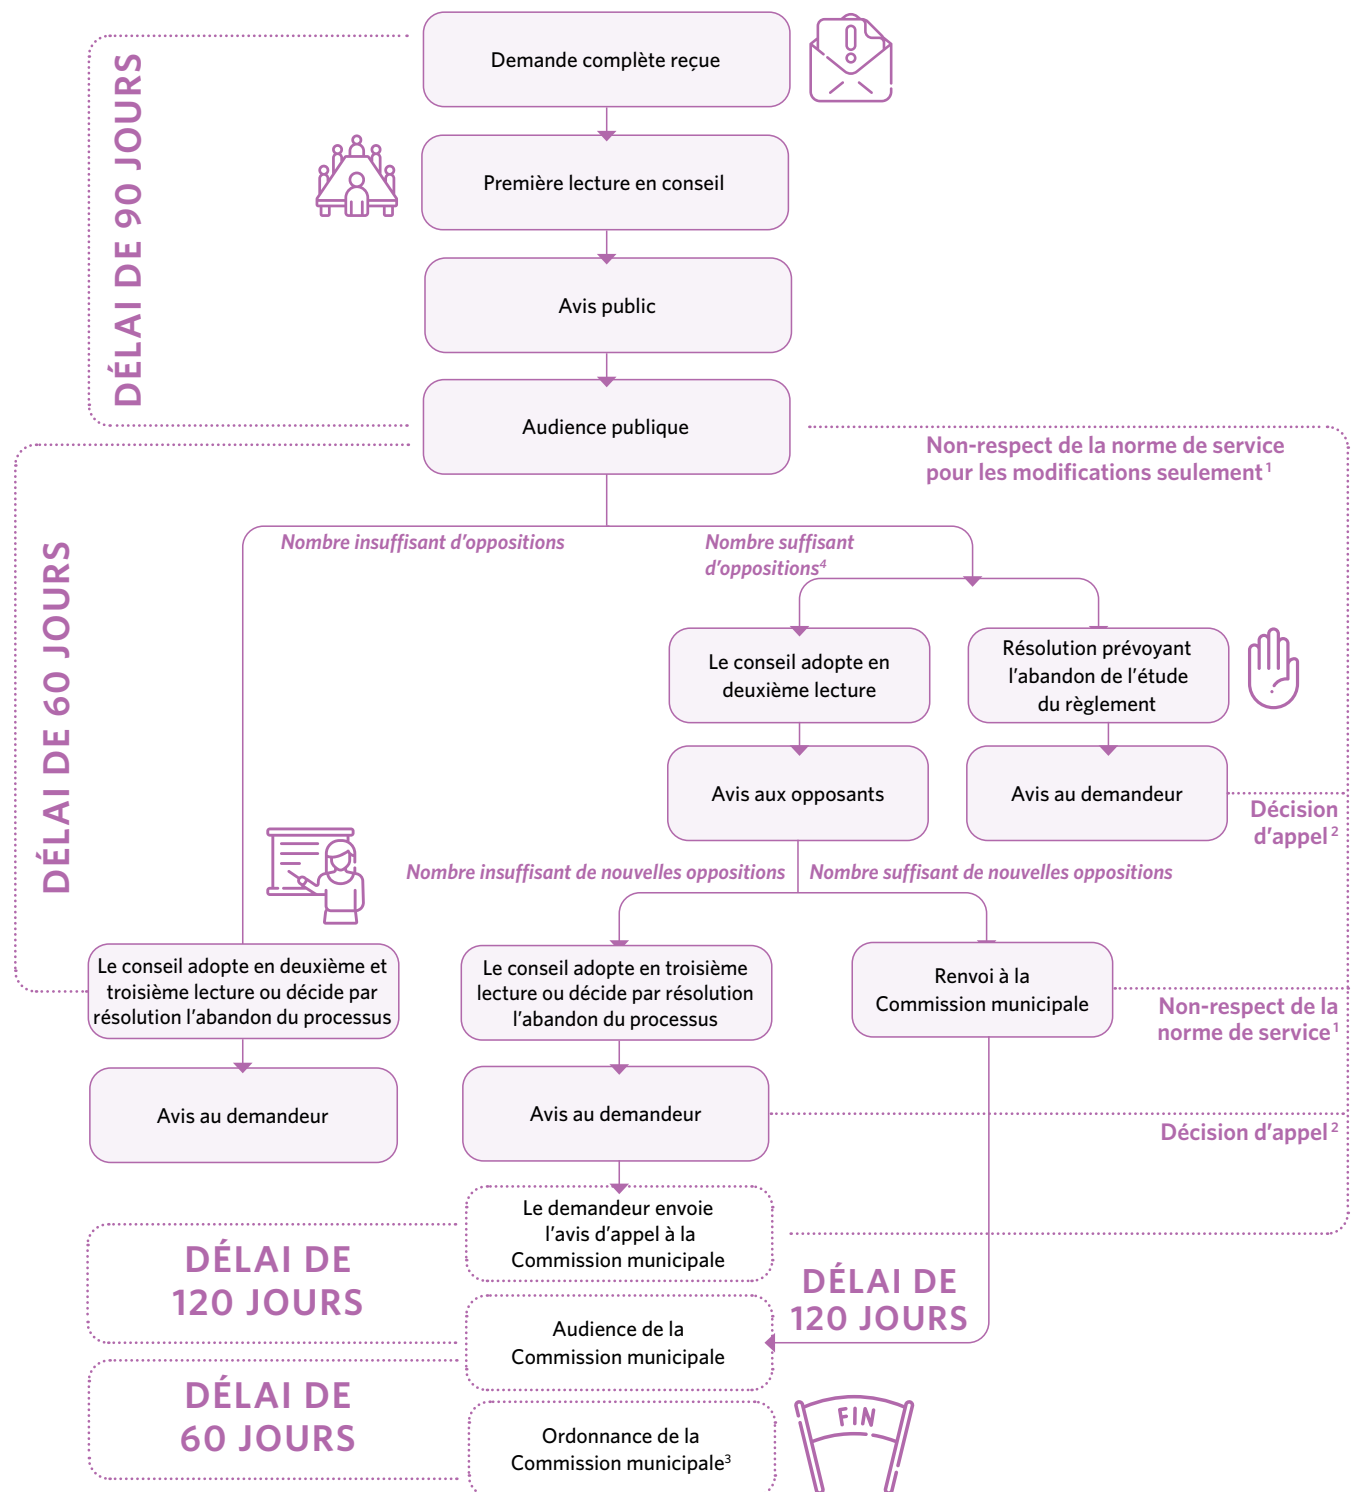 Demande complète reçue
DÉLAI DE 90 JOURS
Première lecture en conseil
Avis public
Audience publique
Non-respect de la norme de service
pour les modifications seulement¹
DÉLAI DE 60 JOURS
Nombre insuffisant d'oppositions
Nombre suffisant
d'oppositions⁴
Le conseil adopte en
deuxième lecture
Résolution prévoyant
l'abandon de l'étude
du règlement
Avis aux opposants
Avis au demandeur
Décision
d'appel²
Nombre insuffisant de nouvelles oppositions
Nombre suffisant de nouvelles oppositions
Le conseil adopte en deuxième et
troisième lecture ou décide par
résolution l'abandon du processus
Le conseil adopte en troisième
lecture ou décide par résolution
l'abandon du processus
Renvoi à la
Commission municipale
Non-respect de la
norme de service¹
Avis au demandeur
Avis au demandeur
Décision d'appel²
Le demandeur envoie
l'avis d'appel à la
Commission municipale
DÉLAI DE
120 JOURS
DÉLAI DE
120 JOURS
Audience de la
Commission municipale
DÉLAI DE
60 JOURS
Ordonnance de la
Commission municipale³
FIN